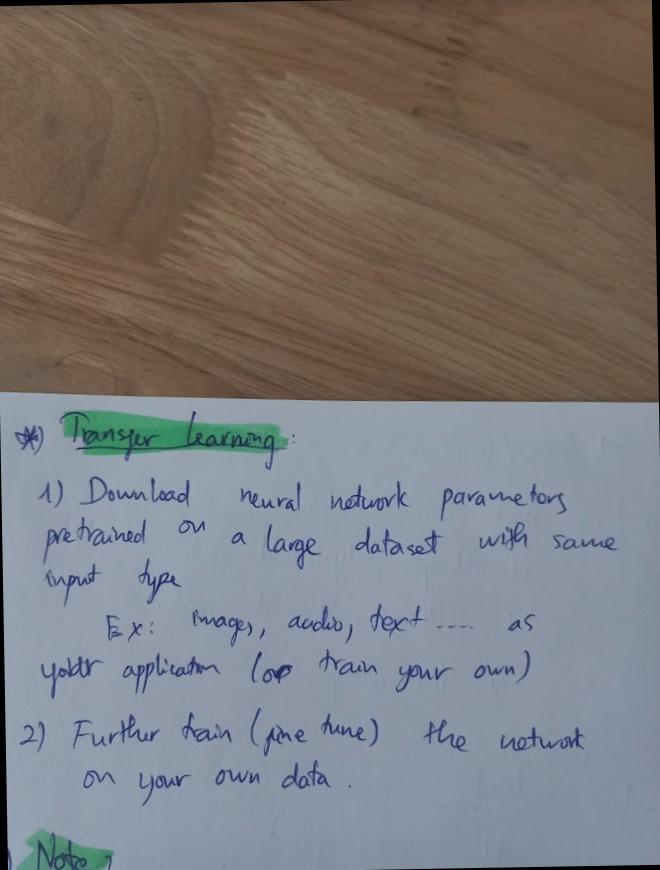 *) Transfer learning:
1) Download neural network parameters
pretrained on a large dataset with same
input type
Ex: images, audio, text .... as
your application (or train your own)
2) Further train (fine tune) the network
on your own data.
Note